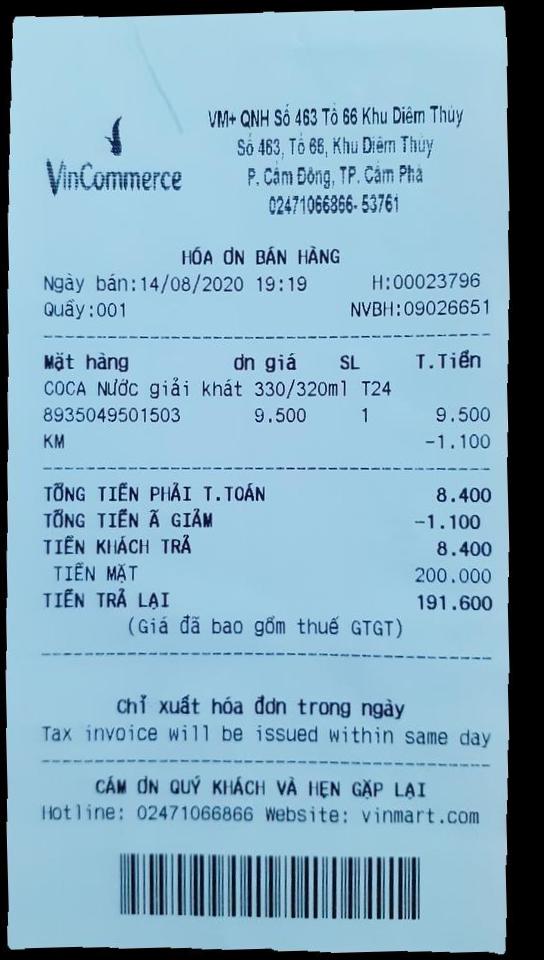 VinCommerce
VM+ QNH Số 463 Tổ 66 Khu Diêm Thủy
Số 463, Tổ 66, Khu Diêm Thủy
P. Cẩm Đông, TP. Cẩm Phả
02471066866- 53761
HÓA ƠN BÁN HÀNG
Ngày bán:14/08/2020 19:19 H:00023796
Quầy:001 NVBH:09026651
Mặt hàng ơn giá SL T.Tiền
COCA Nước giải khát 330/320ml T24
8935049501503 9.500 1 9.500
KM -1.100
TỔNG TIỀN PHẢI T.TOÁN 8.400
TỔNG TIỀN Ã GIẢM -1.100
TIỀN KHÁCH TRẢ 8.400
TIỀN MẶT 200.000
TIỀN TRẢ LẠI 191.600
(Giá đã bao gồm thuế GTGT)
Chỉ xuất hóa đơn trong ngày
Tax invoice will be issued within same day
CẢM ƠN QUÝ KHÁCH VÀ HẸN GẶP LẠI
Hotline: 02471066866 Website: vinmart.com